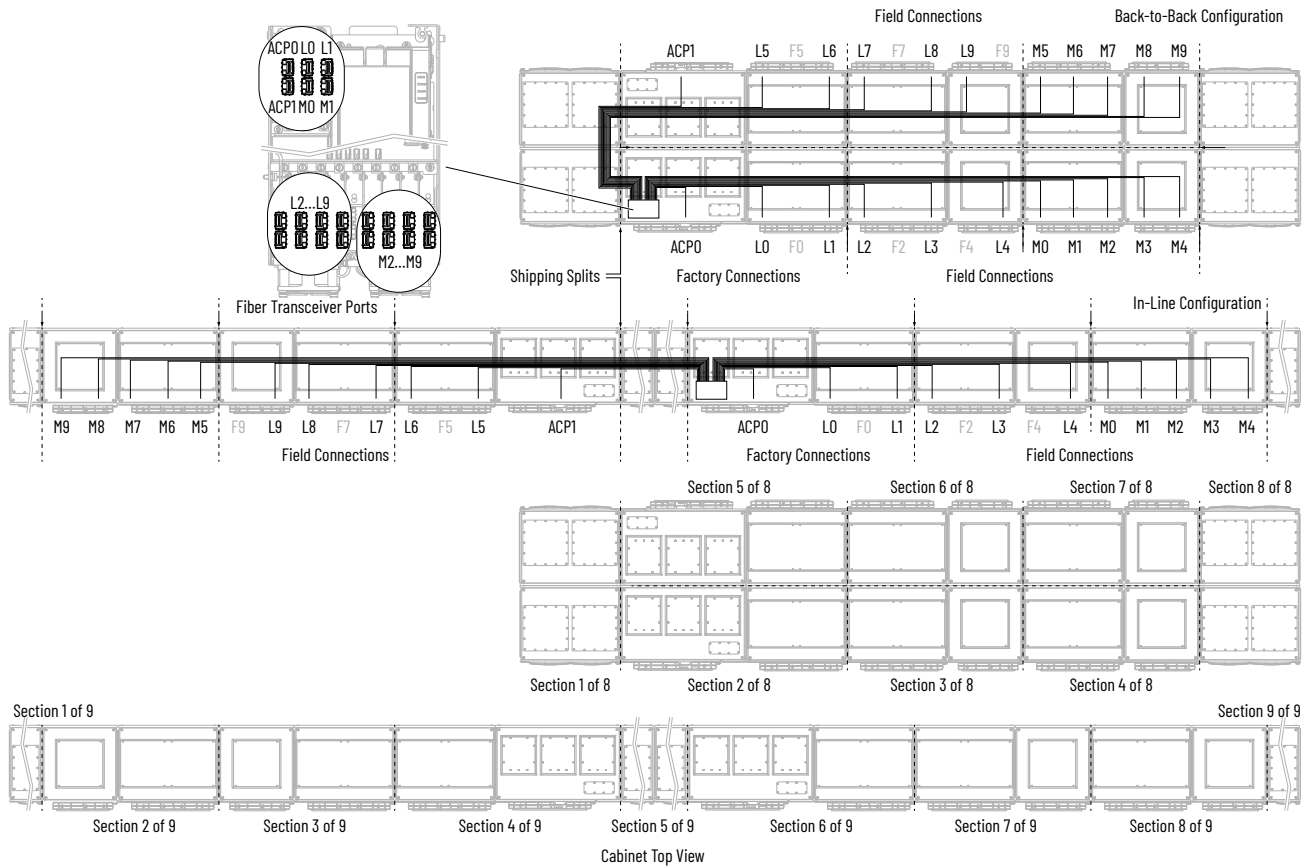 Field Connections
Back-to-Back Configuration
ACP0 L0 L1
ACP1 M0 M1
ACP1 L5 F5 L6 L7 F7 L8 L9 F9 M5 M6 M7 M8 M9
L2...L9
M2...M9
ACP0 L0 F0 L1 L2 F2 L3 F4 L4 M0 M1 M2 M3 M4
Shipping Splits
Factory Connections
Field Connections
Fiber Transceiver Ports
In-Line Configuration
M9 M8 M7 M6 M5 F9 L9 L8 F7 L7 L6 F5 L5 ACP1 ACP0 L0 F0 L1 L2 F2 L3 F4 L4 M0 M1 M2 M3 M4
Field Connections
Factory Connections
Field Connections
Section 5 of 8
Section 6 of 8
Section 7 of 8
Section 8 of 8
Section 1 of 8
Section 2 of 8
Section 3 of 8
Section 4 of 8
Section 1 of 9
Section 9 of 9
Section 2 of 9
Section 3 of 9
Section 4 of 9
Section 5 of 9
Section 6 of 9
Section 7 of 9
Section 8 of 9
Cabinet Top View